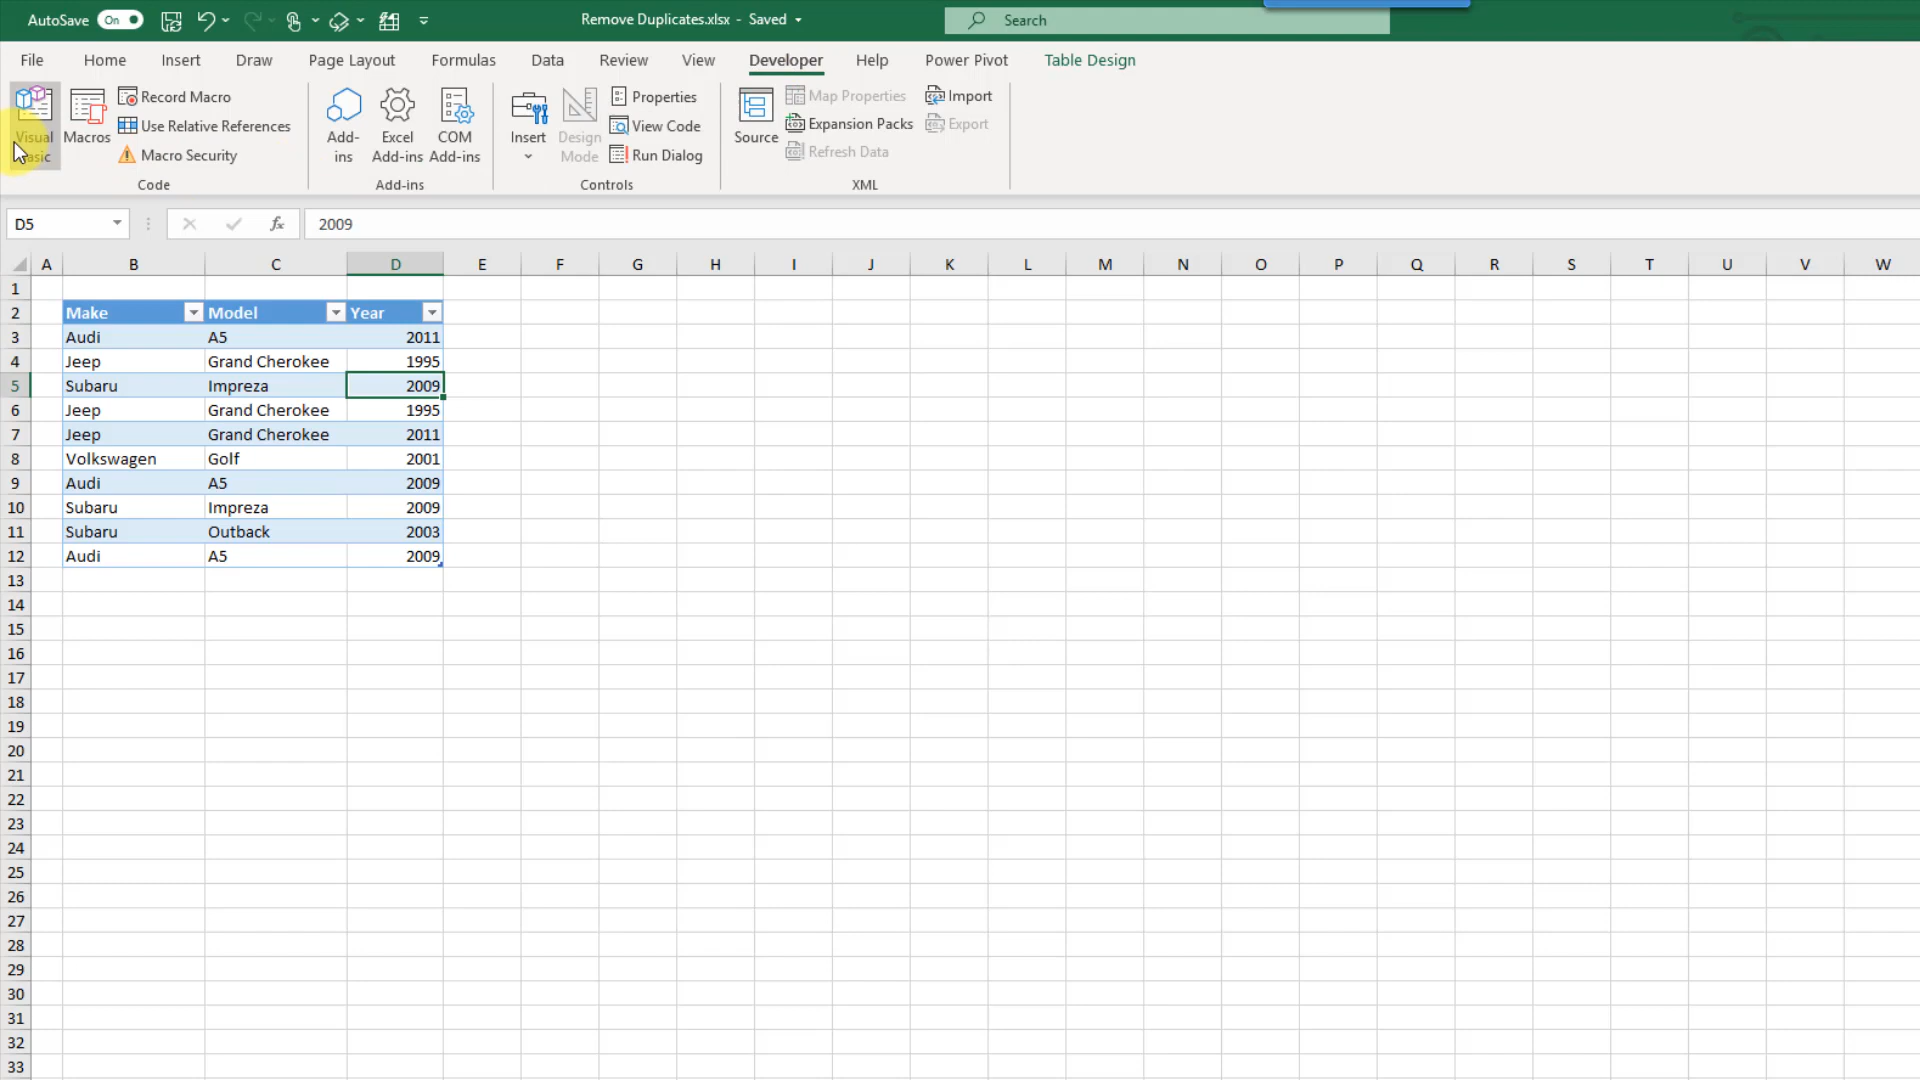 AutoSave On Remove Duplicates.xlsx - Saved Search
File Home Insert Draw Page Layout Formulas Data Review View Developer Help Power Pivot Table Design
Visual Basic
Macros
Record Macro
Use Relative References
Macro Security
Code
Add-ins
Excel Add-ins
COM Add-ins
Add-ins
Insert
Design Mode
Properties
View Code
Run Dialog
Controls
Source
Map Properties
Expansion Packs
Refresh Data
Import
Export
XML
D5 fx 2009
A B C D E F G H I J K L M N O P Q R S T U V W
1
2 Make Model Year
3 Audi A5 2011
4 Jeep Grand Cherokee 1995
5 Subaru Impreza 2009
6 Jeep Grand Cherokee 1995
7 Jeep Grand Cherokee 2011
8 Volkswagen Golf 2001
9 Audi A5 2009
10 Subaru Impreza 2009
11 Subaru Outback 2003
12 Audi A5 2009
13
14
15
16
17
18
19
20
21
22
23
24
25
26
27
28
29
30
31
32
33